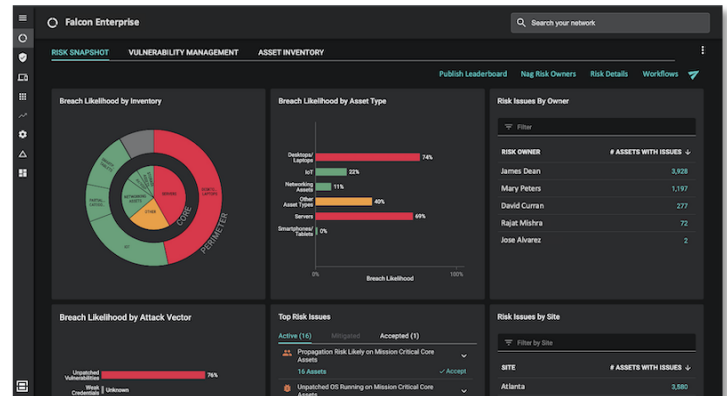 Falcon Enterprise
Search your network
RISK SNAPSHOT VULNERABILITY MANAGEMENT ASSET INVENTORY
Publish Leaderboard Nag Risk Owners Risk Details Workflows
Breach Likelihood by Inventory
SERVERS
OTHER
NETWORKING ASSETS
IOT
CORE
PERIMETER
Breach Likelihood by Asset Type
Desktops/
Laptops 74%
IoT 22%
Networking
Assets 11%
Other
Asset Types 40%
Servers 69%
Smartphones/
Tablets 0%
0% 100%
Breach Likelihood
Risk Issues By Owner
Filter
RISK OWNER # ASSETS WITH ISSUES ↓
James Dean 3,928
Mary Peters 1,197
David Curran 277
Rajat Mishra 72
Jose Alvarez 2
Breach Likelihood by Attack Vector
Unpatched
Vulnerabilities 76%
Weak
Credentials Unknown
Top Risk Issues
Active (16) Mitigated Accepted (1)
Propagation Risk Likely on Mission Critical Core
Assets
16 Assets ✓ Accept
Unpatched OS Running on Mission Critical Core
Assets
Risk Issues by Site
Filter by Site
SITE # ASSETS WITH ISSUES ↓
Atlanta 3,580